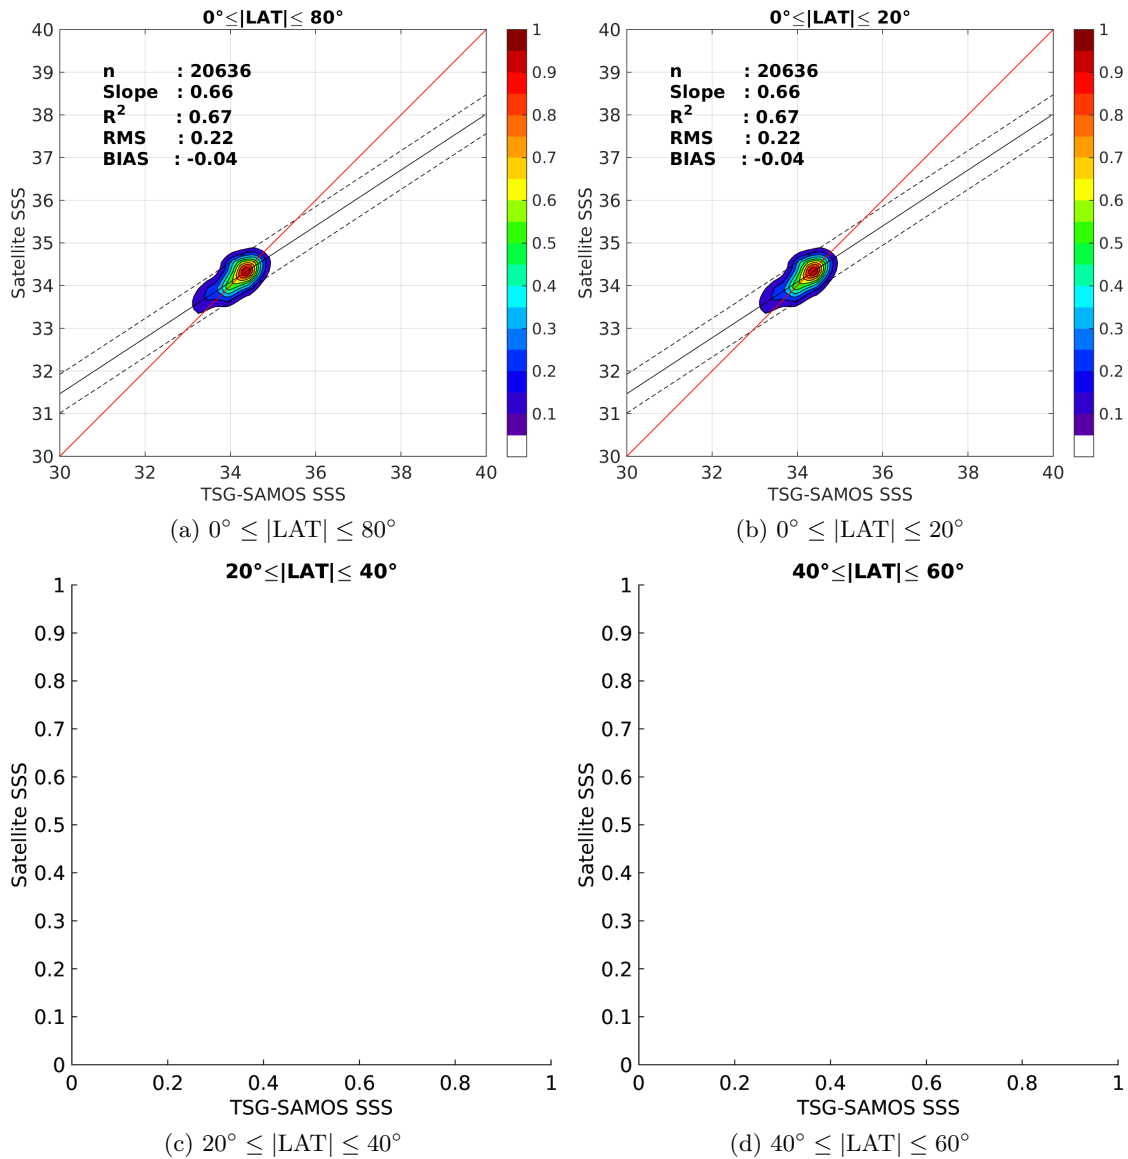 0°≤|LAT|≤ 80°
40
39
38
37
36
35
34
33
32
31
30
30 32 34 36 38 40
Satellite SSS
TSG-SAMOS SSS
n : 20636
Slope : 0.66
R² : 0.67
RMS : 0.22
BIAS : -0.04
1
0.9
0.8
0.7
0.6
0.5
0.4
0.3
0.2
0.1
(a) 0° ≤ |LAT| ≤ 80°
0°≤|LAT|≤ 20°
40
39
38
37
36
35
34
33
32
31
30
30 32 34 36 38 40
Satellite SSS
TSG-SAMOS SSS
n : 20636
Slope : 0.66
R² : 0.67
RMS : 0.22
BIAS : -0.04
1
0.9
0.8
0.7
0.6
0.5
0.4
0.3
0.2
0.1
(b) 0° ≤ |LAT| ≤ 20°
20°≤|LAT|≤ 40°
1
0.9
0.8
0.7
0.6
0.5
0.4
0.3
0.2
0.1
0
0 0.2 0.4 0.6 0.8 1
Satellite SSS
TSG-SAMOS SSS
(c) 20° ≤ |LAT| ≤ 40°
40°≤|LAT|≤ 60°
1
0.9
0.8
0.7
0.6
0.5
0.4
0.3
0.2
0.1
0
0 0.2 0.4 0.6 0.8 1
Satellite SSS
TSG-SAMOS SSS
(d) 40° ≤ |LAT| ≤ 60°